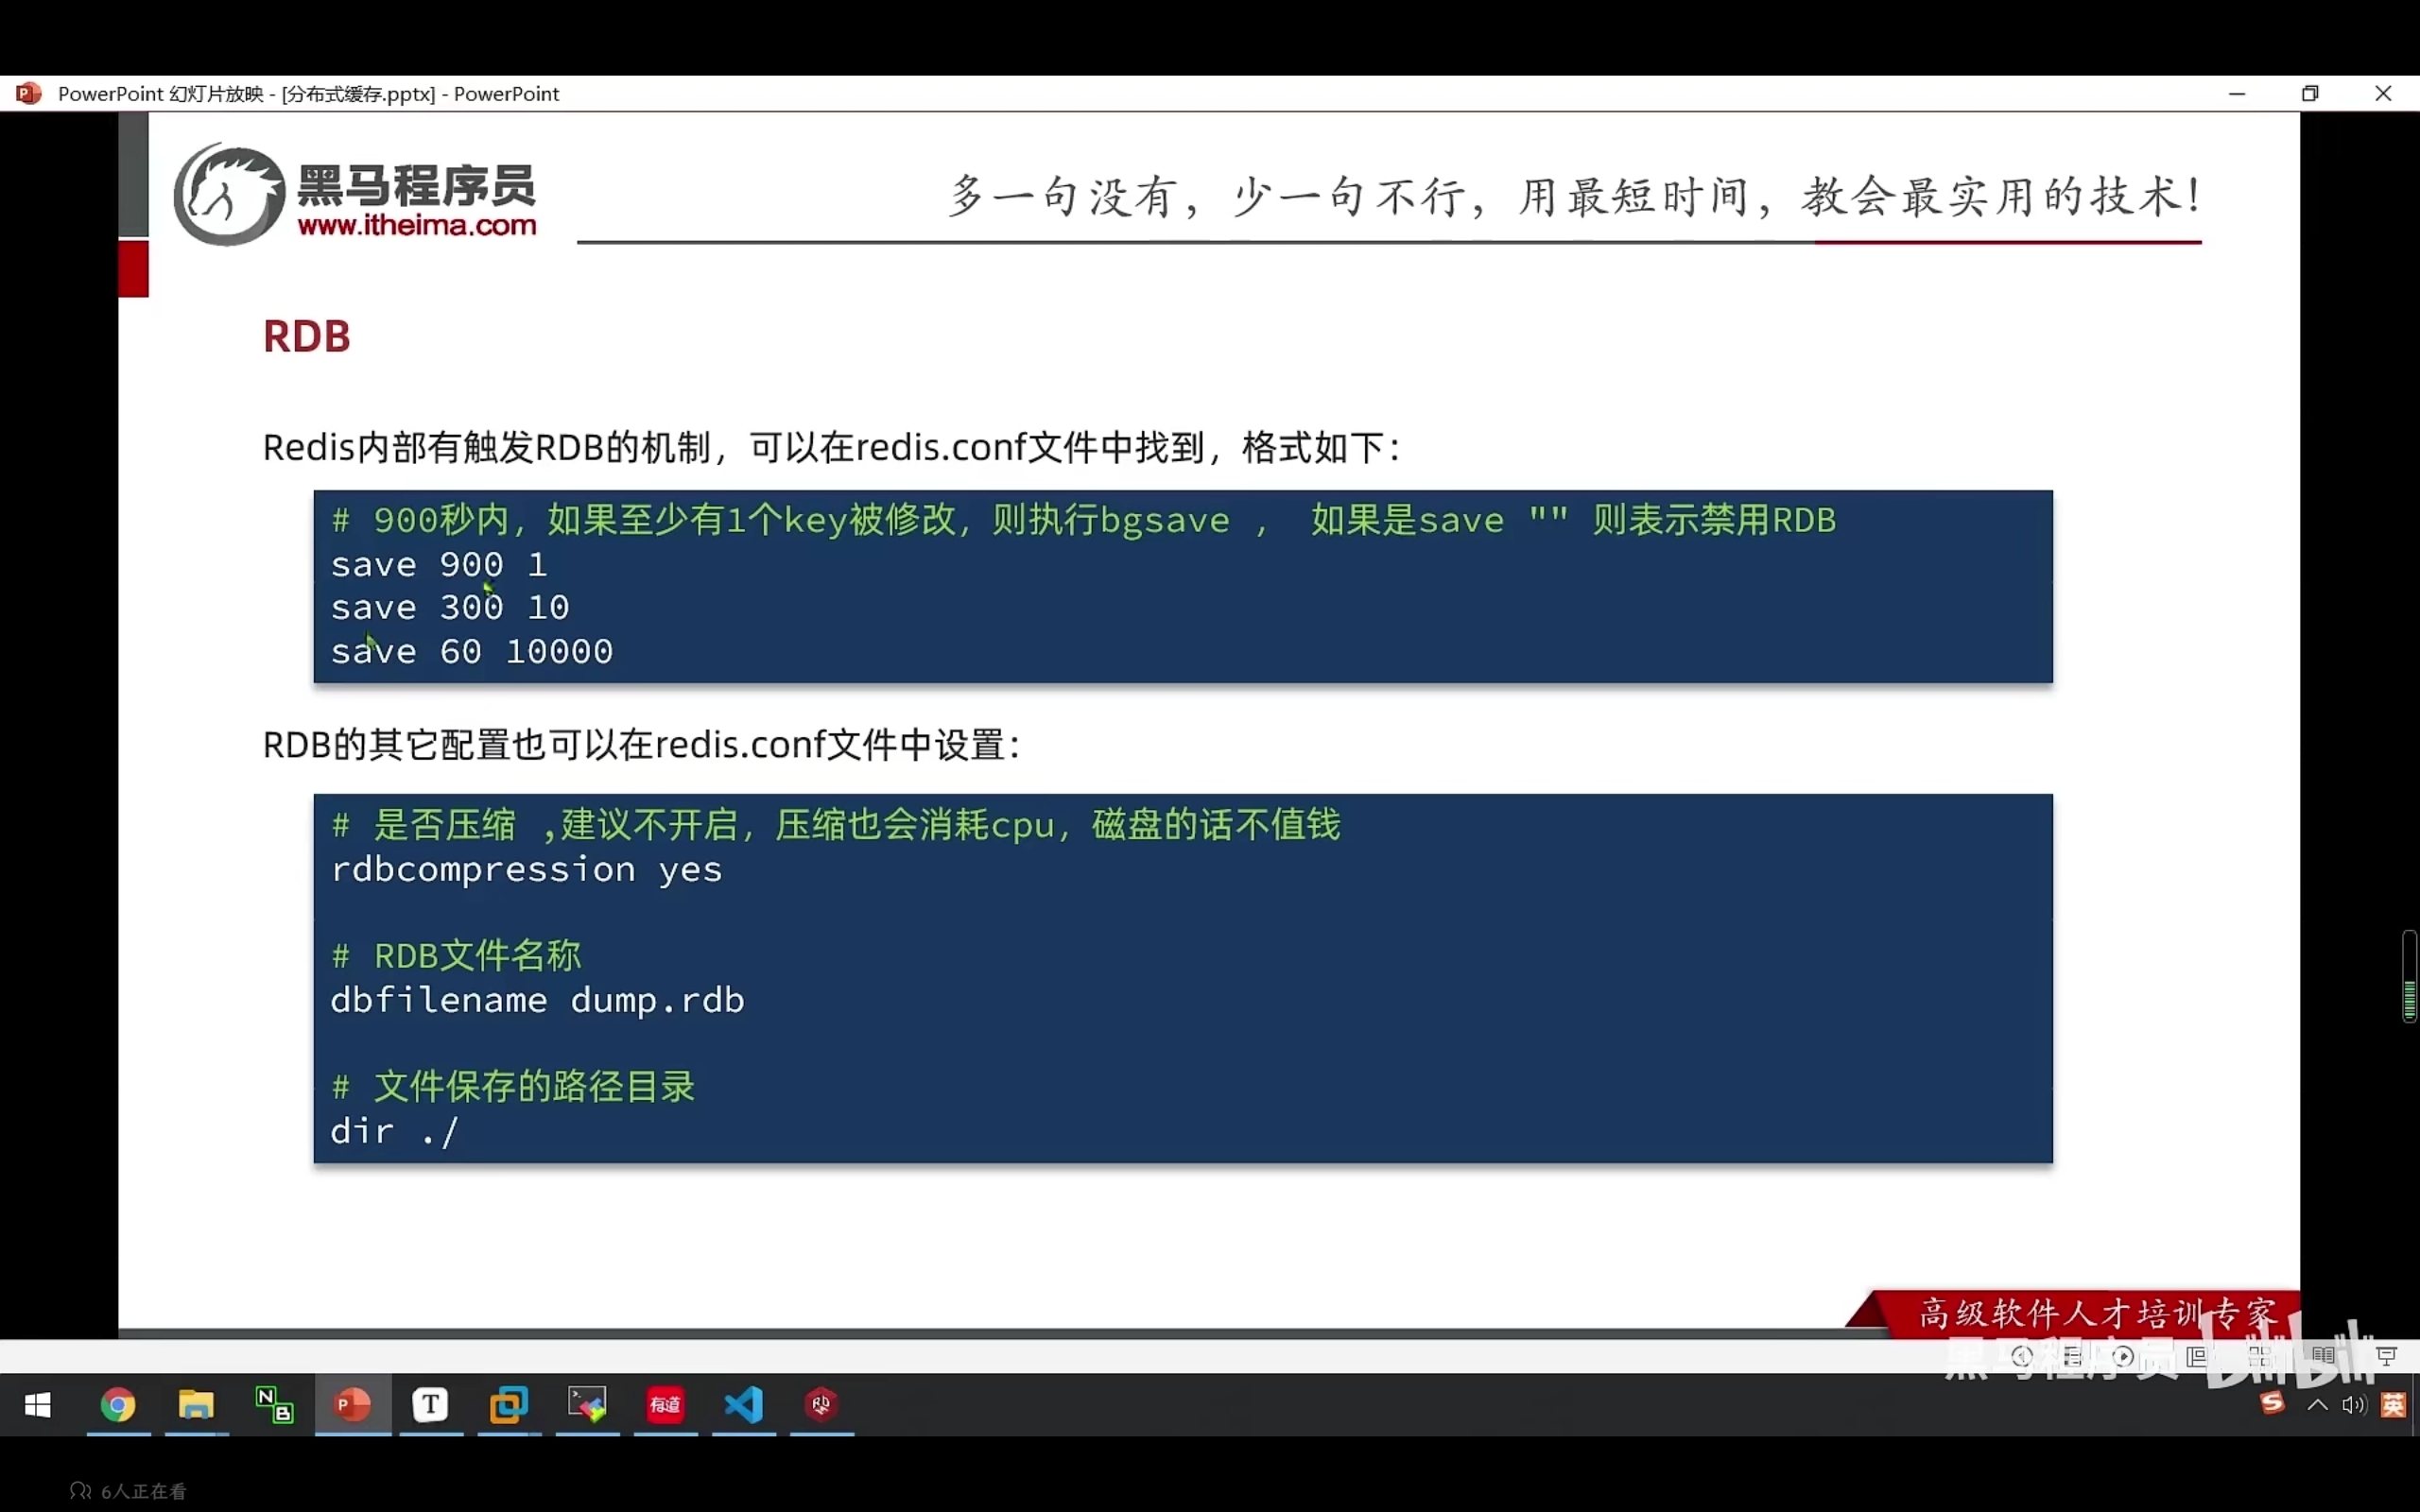 PowerPoint 幻灯片放映 - [分布式缓存.pptx] - PowerPoint
黑马程序员
www.itheima.com
多一句没有，少一句不行，用最短时间，教会最实用的技术！
RDB
Redis内部有触发RDB的机制，可以在redis.conf文件中找到，格式如下：
# 900秒内，如果至少有1个key被修改，则执行bgsave ， 如果是save "" 则表示禁用RDB
save 900 1
save 300 10
save 60 10000
RDB的其它配置也可以在redis.conf文件中设置：
# 是否压缩 ,建议不开启，压缩也会消耗cpu，磁盘的话不值钱
rdbcompression yes
# RDB文件名称
dbfilename dump.rdb
# 文件保存的路径目录
dir ./
高级软件人才培训专家
黑马程序员 bilibili
N
B
P
T
有道
英
6人正在看